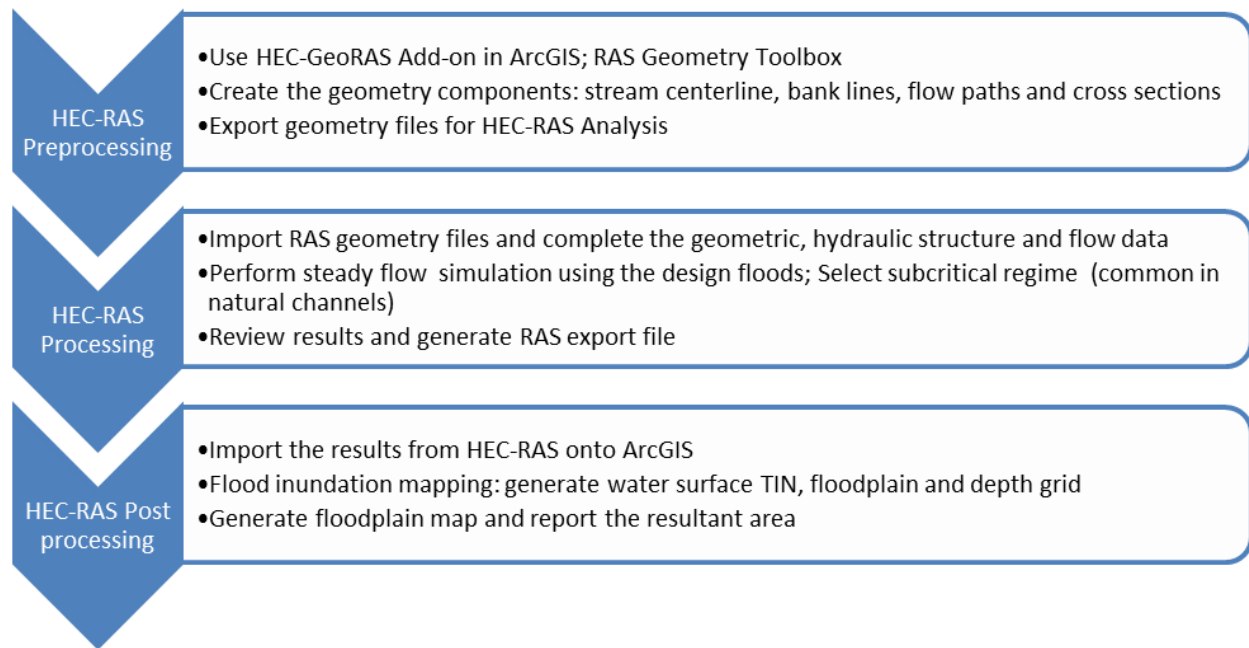 HEC-RAS
Preprocessing
•Use HEC-GeoRAS Add-on in ArcGIS; RAS Geometry Toolbox
•Create the geometry components: stream centerline, bank lines, flow paths and cross sections
•Export geometry files for HEC-RAS Analysis
HEC-RAS
Processing
•Import RAS geometry files and complete the geometric, hydraulic structure and flow data
•Perform steady flow simulation using the design floods; Select subcritical regime (common in
natural channels)
•Review results and generate RAS export file
HEC-RAS Post
processing
•Import the results from HEC-RAS onto ArcGIS
•Flood inundation mapping: generate water surface TIN, floodplain and depth grid
•Generate floodplain map and report the resultant area